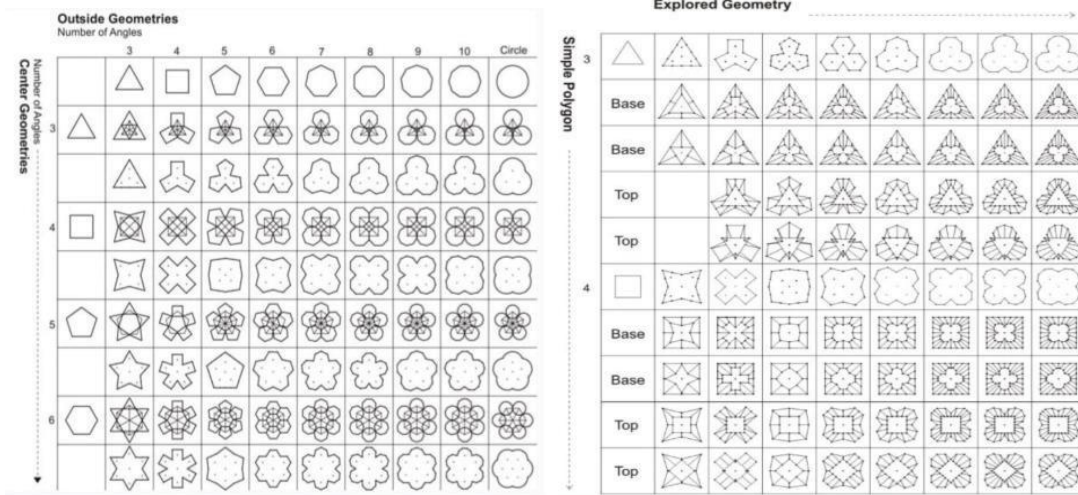 Outside Geometries
Number of Angles
3 4 5 6 7 8 9 10 Circle
Center Geometries
Number of Angles
3
4
5
6
Explored Geometry
Simple Polygon
3
Base
Base
Top
Top
4
Base
Base
Top
Top